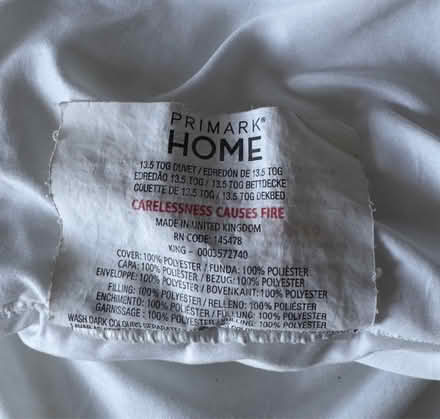 PRIMARK®
HOME
13.5 TOG DUVET / EDREDÓN DE 13.5 TOG
EDREDÃO 13.5 TOG / 13.5 TOG BETTDECKE
COUETTE DE 13.5 TOG / 13.5 TOG DEKBED
CARELESSNESS CAUSES FIRE
MADE IN UNITED KINGDOM
RN CODE: 145478
KING - 0003572740
COVER: 100% POLYESTER / FUNDA: 100% POLIÉSTER
CAPA: 100% POLIÉSTER / BEZUG: 100% POLYESTER
ENVELOPPE: 100% POLYESTER / BOVENKANT: 100% POLYESTER
FILLING: 100% POLYESTER / RELLENO: 100% POLIÉSTER
ENCHIMENTO: 100% POLIÉSTER / FÜLLUNG: 100% POLYESTER
GARNISSAGE : 100% POLYESTER / VULLING: 100% POLYESTER
WASH DARK COLOURS SEPARATELY